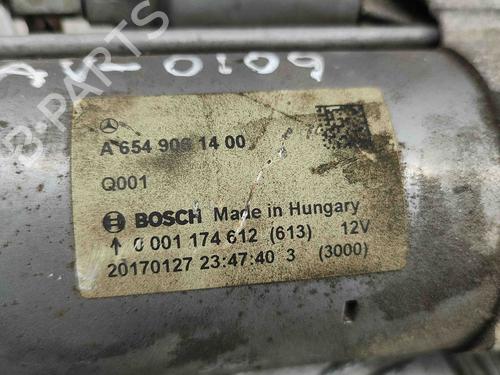 0109
A 654 906 14 00
Q001
BOSCH Made in Hungary
↑ 0 001 174 612 (613) 12V
20170127 23:47:40 3 (3000)
B-PARTS